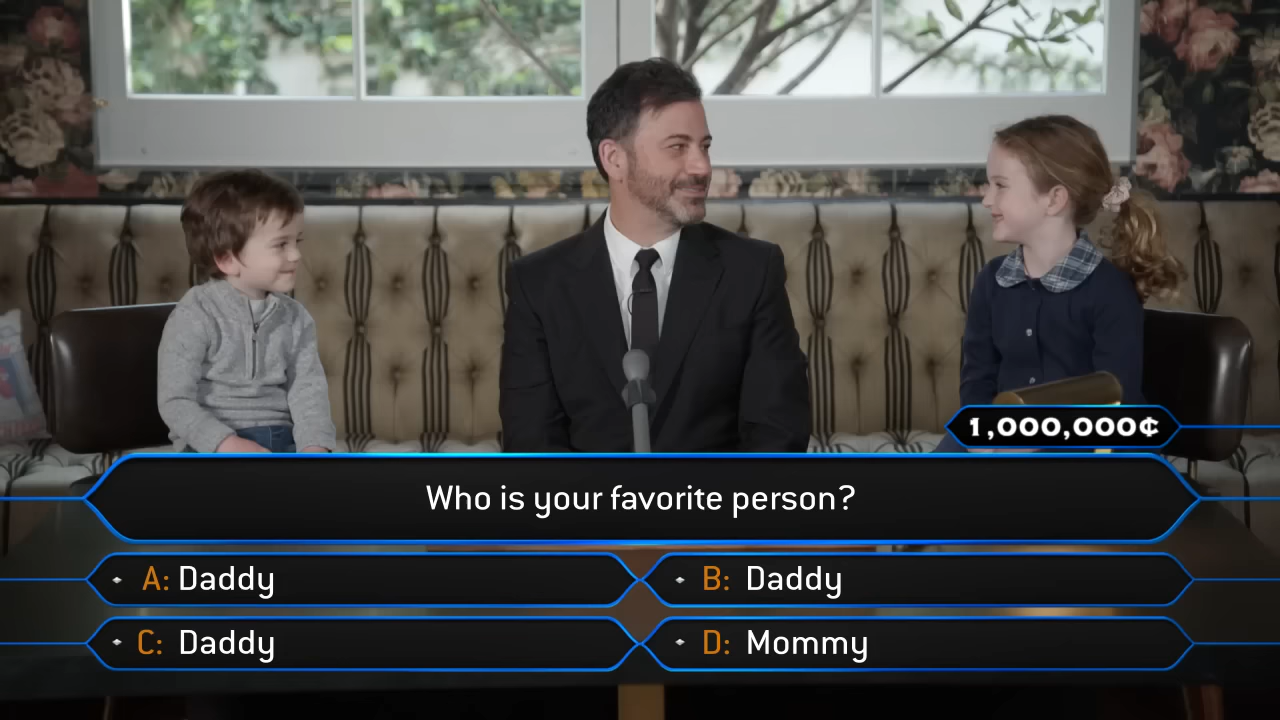 1,000,000¢
Who is your favorite person?
A: Daddy
B: Daddy
C: Daddy
D: Mommy